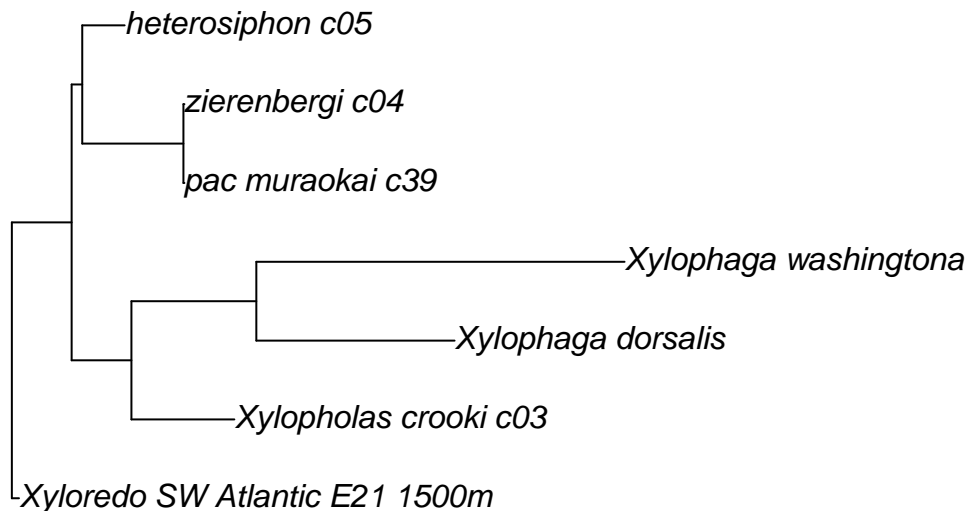 heterosiphon c05
zierenbergi c04
pac muraokai c39
Xylophaga washingtona
Xylophaga dorsalis
Xylopholas crooki c03
Xyloredo SW Atlantic E21 1500m